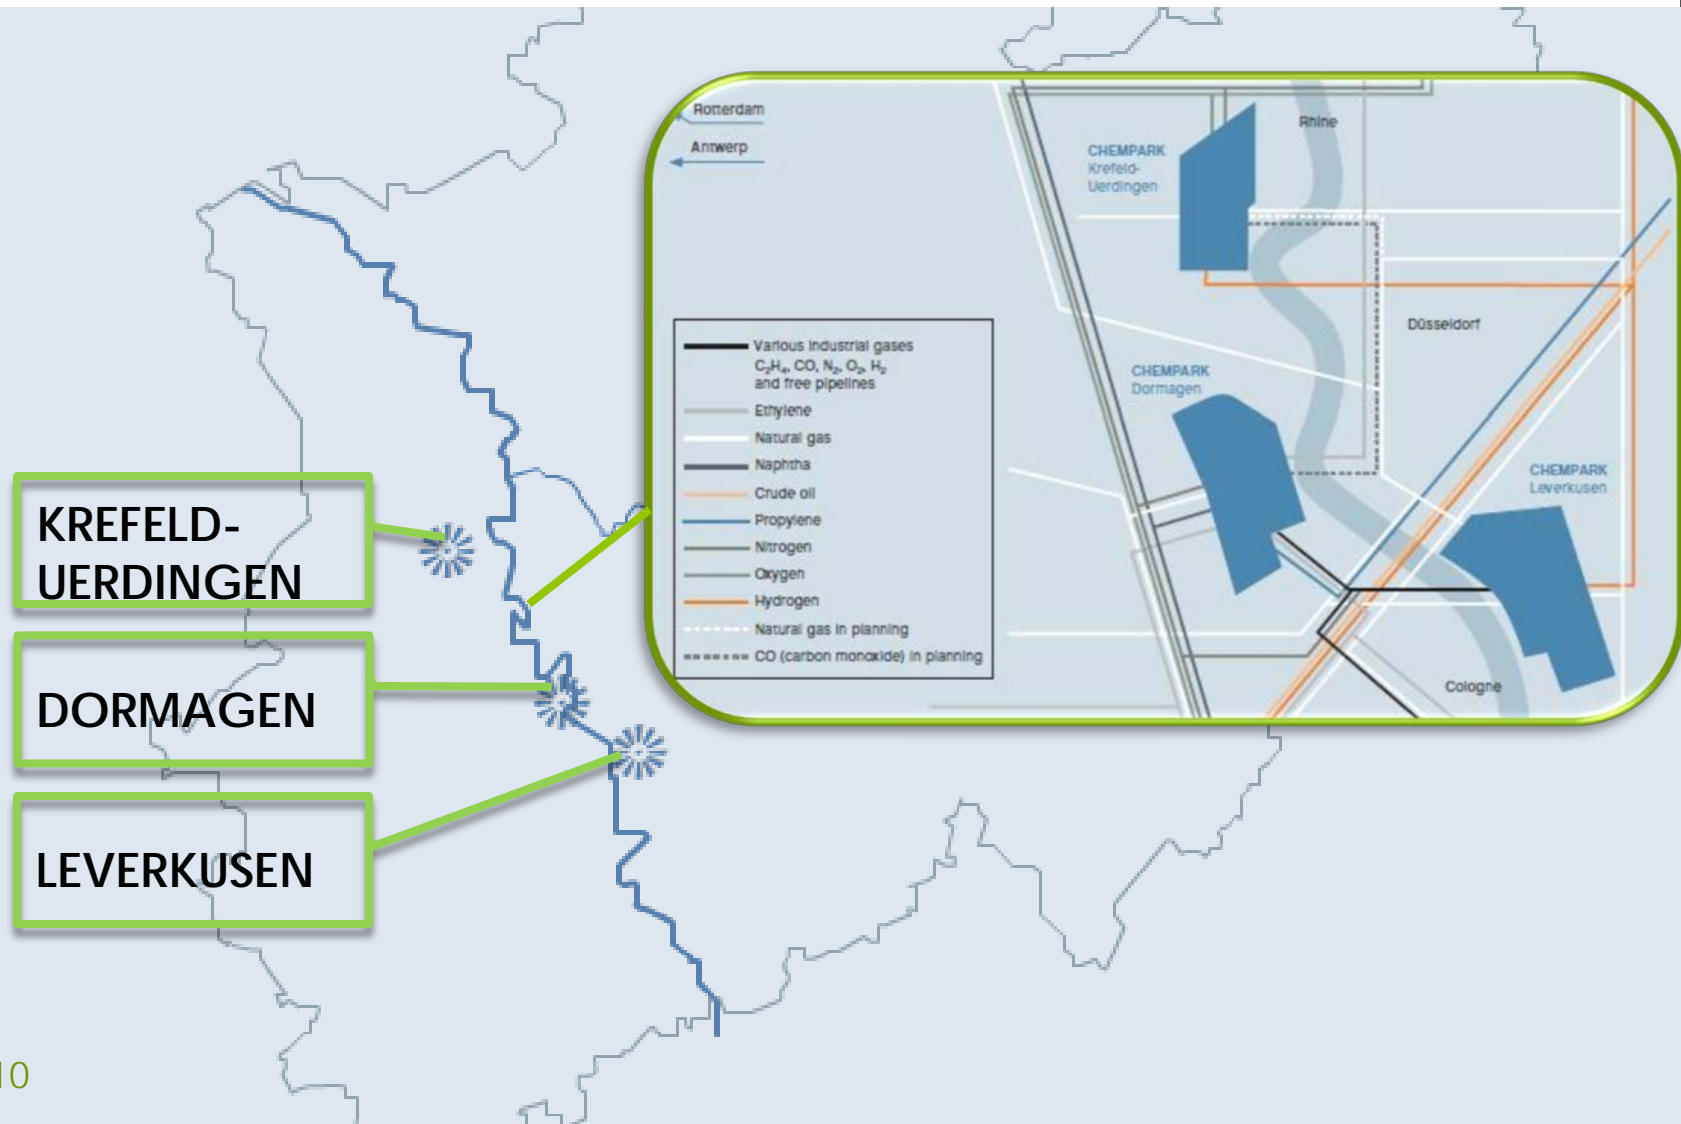 KREFELD-
UERDINGEN
DORMAGEN
LEVERKUSEN
Rotterdam
Antwerp
CHEMPARK
Krefeld-
Uerdingen
Rhine
Düsseldorf
CHEMPARK
Dormagen
CHEMPARK
Leverkusen
Cologne
Various industrial gases
C₂H₄, CO, N₂, O₂, H₂
and free pipelines
Ethylene
Natural gas
Naphtha
Crude oil
Propylene
Nitrogen
Oxygen
Hydrogen
Natural gas in planning
CO (carbon monoxide) in planning
10